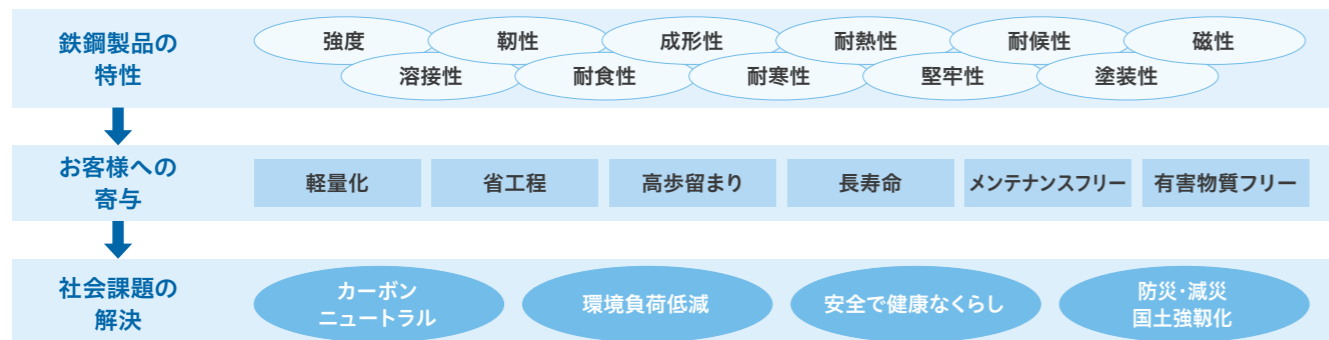 鉄鋼製品の
特性
強度
靭性
成形性
耐熱性
耐候性
磁性
溶接性
耐食性
耐寒性
堅牢性
塗装性
お客様への
寄与
軽量化
省工程
高歩留まり
長寿命
メンテナンスフリー
有害物質フリー
社会課題の
解決
カーボン
ニュートラル
環境負荷低減
安全で健康なくらし
防災・減災
国土強靱化